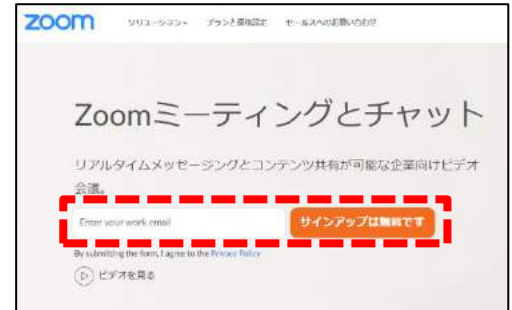 zoom ソリューション プランと価格設定 セールスへのお問い合わせ
Zoomミーティングとチャット
リアルタイムメッセージングとコンテンツ共有が可能な企業向けビデオ
会議。
Enter your work email サインアップは無料です
By submitting the form, I agree to the Privacy Policy
ビデオを見る